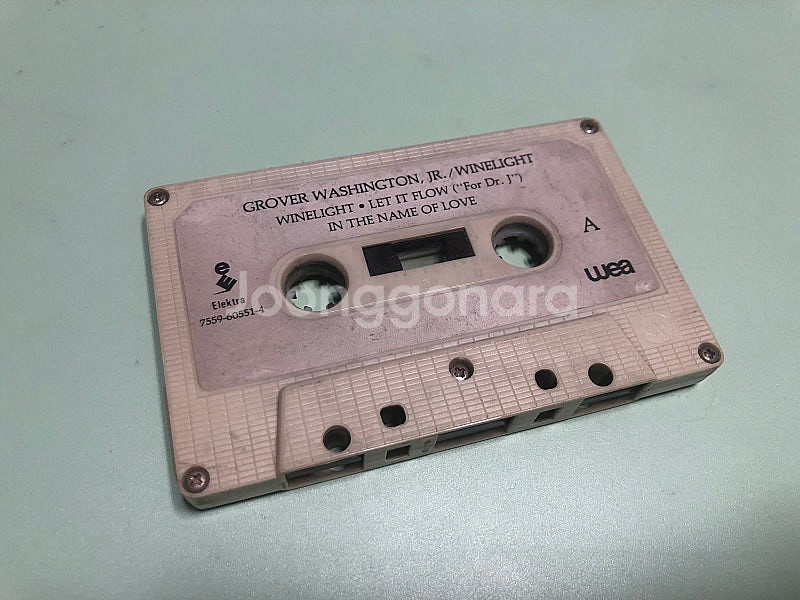 GROVER WASHINGTON, JR./WINELIGHT
WINELIGHT • LET IT FLOW ("For Dr. J")
IN THE NAME OF LOVE
A
e
Elektra
7559-60551-4
wea
joonggonara